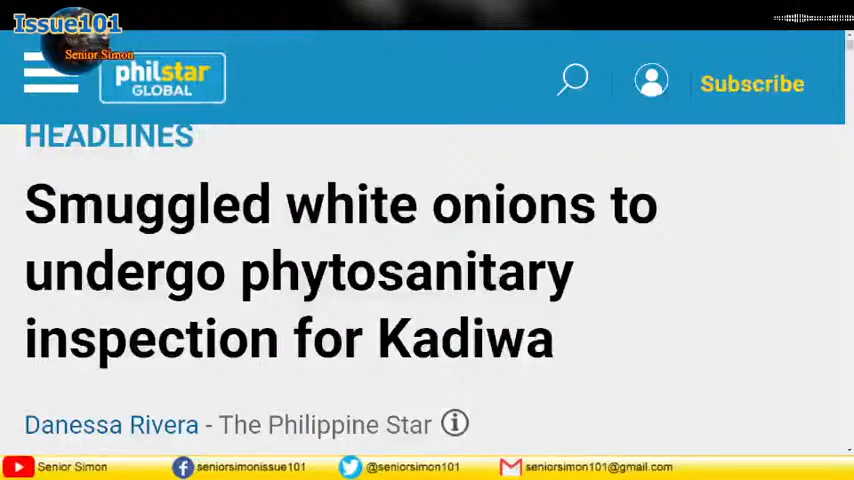 Issue101
Senior Simon
philstar
GLOBAL
Subscribe
HEADLINES
Smuggled white onions to
undergo phytosanitary
inspection for Kadiwa
Danessa Rivera - The Philippine Star
Senior Simon seniorsimonissue101 @seniorsimon101 seniorsimon101@gmail.com